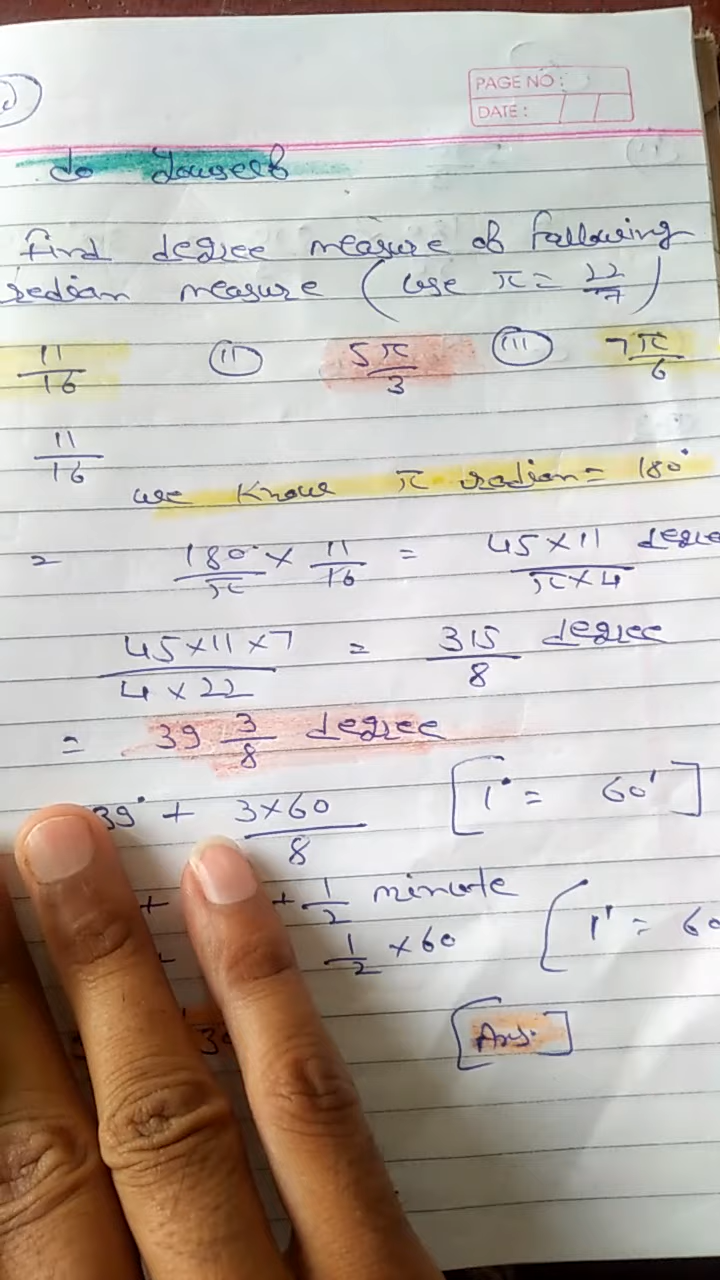 PAGE NO :
DATE :
do yourself
find degree measure of following
redian measure ( use π = 22/7 )
11/16 (II) 5π/3 (III) 7π/6
11/16
we know π radian = 180°
= 180°/π × 11/16 = 45×11/π×4 degre
45×11×7/4×22 = 315/8 degree
= 39 3/8 degree
39° + 3×60/8 [1° = 60']
+ + 1/2 minute
1/2 ×60 [1' = 60
[Ans.]